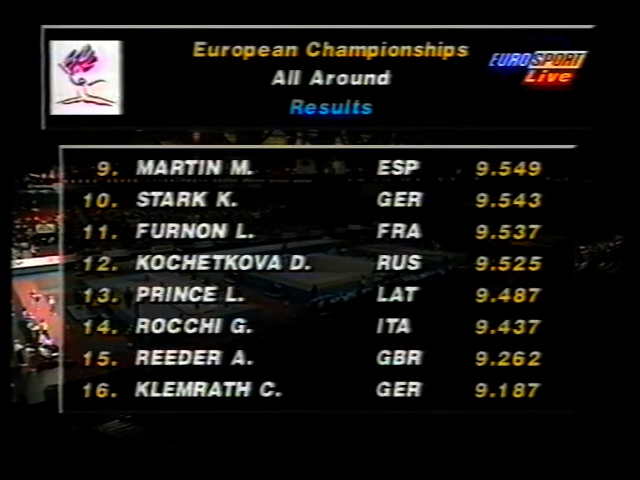 European Championships
All Around
Results
EUROSPORT
Live
9. MARTIN M. ESP 9.549
10. STARK K. GER 9.543
11. FURNON L. FRA 9.537
12. KOCHETKOVA D. RUS 9.525
13. PRINCE L. LAT 9.487
14. ROCCHI G. ITA 9.437
15. REEDER A. GBR 9.262
16. KLEMRATH C. GER 9.187